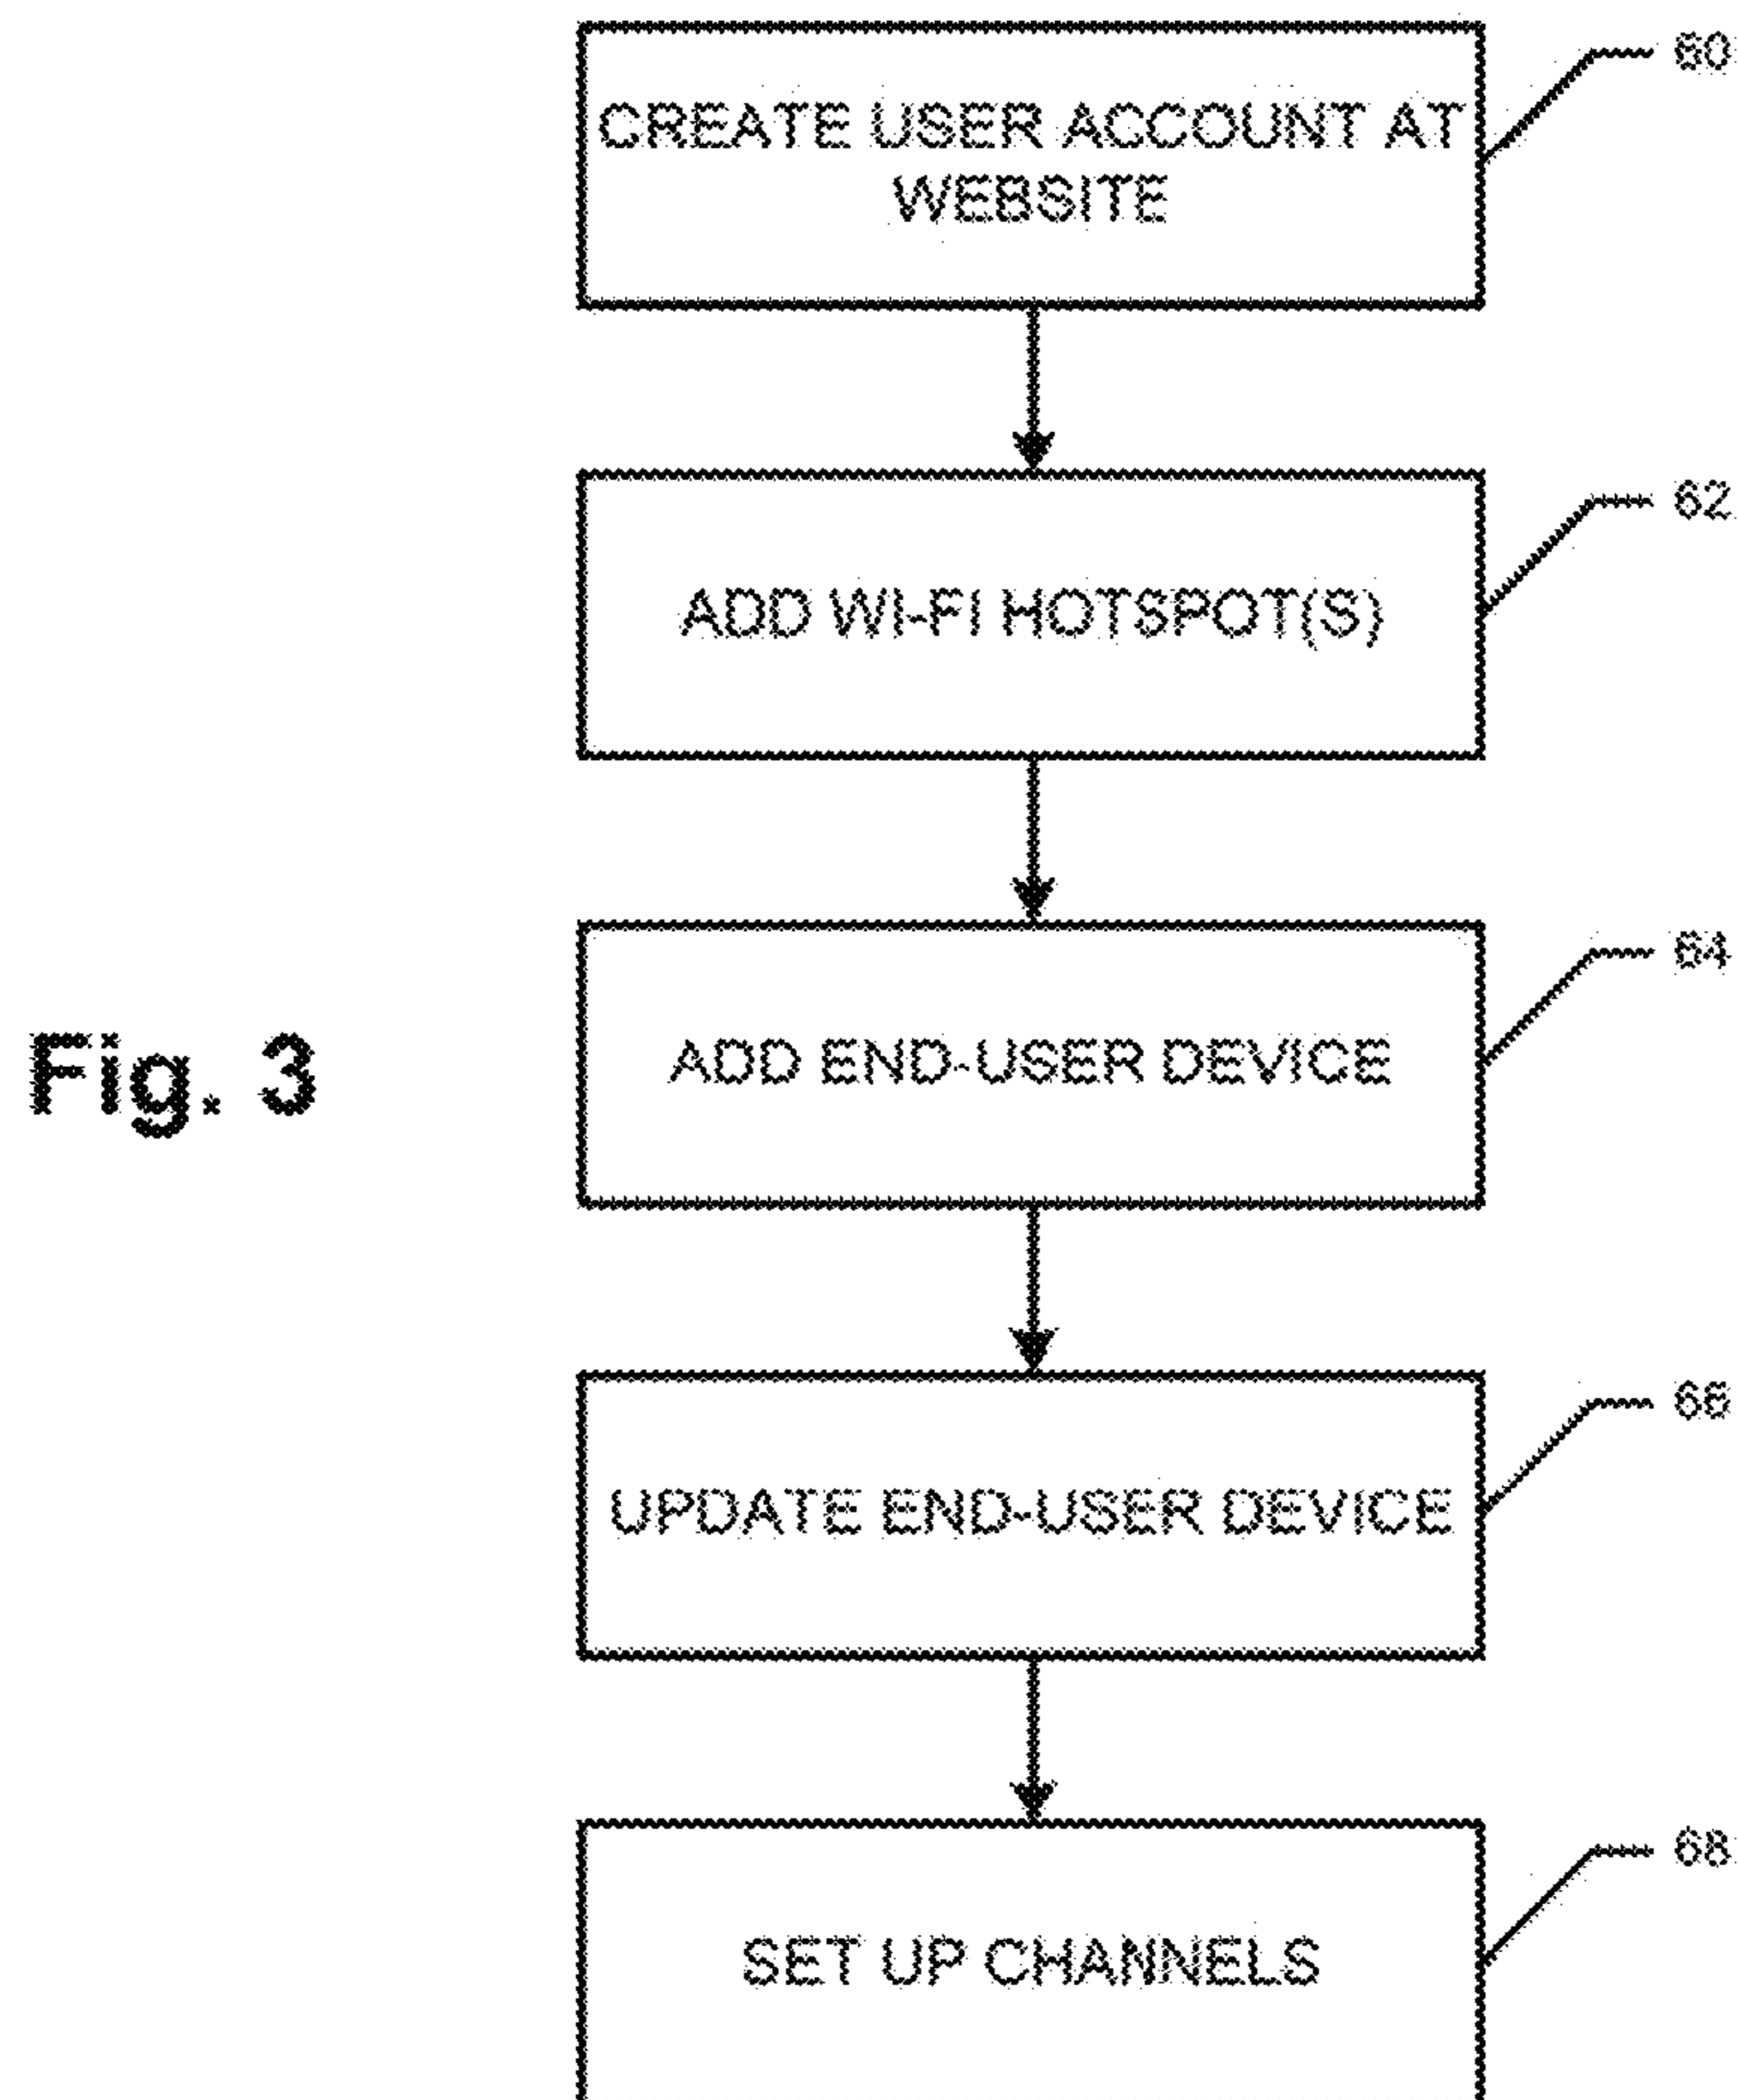 CREATE USER ACCOUNT AT
WEBSITE
60
ADD WI-FI HOTSPOT(S)
62
ADD END-USER DEVICE
64
Fig. 3
UPDATE END-USER DEVICE
66
SET UP CHANNELS
68